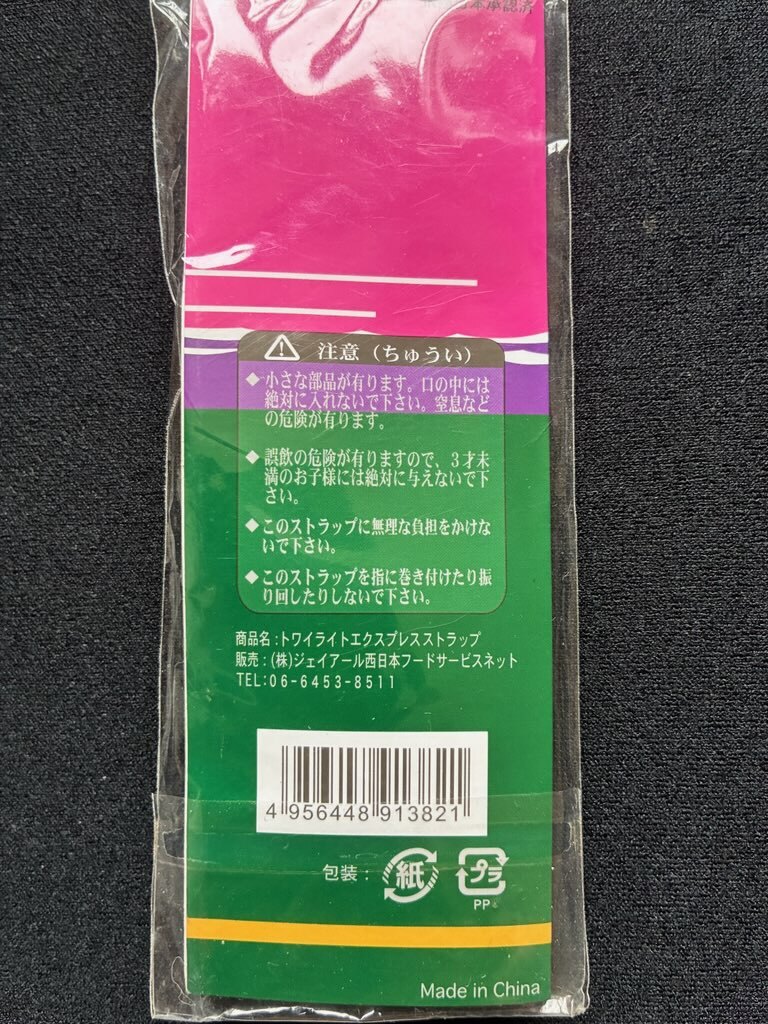 本承認済
注意（ちゅうい）
◆小さな部品が有ります。口の中には
絶対に入れないで下さい。窒息など
の危険が有ります。
◆誤飲の危険が有りますので、３才未
満のお子様には絶対に与えないで下
さい。
◆このストラップに無理な負担をかけな
いで下さい。
◆このストラップを指に巻き付けたり振
り回したりしないで下さい。
商品名：トワイライトエクスプレスストラップ
販売：(株)ジェイアール西日本フードサービスネット
TEL:06-6453-8511
4 956448 913821
包装： 紙 プラ
PP
Made in China